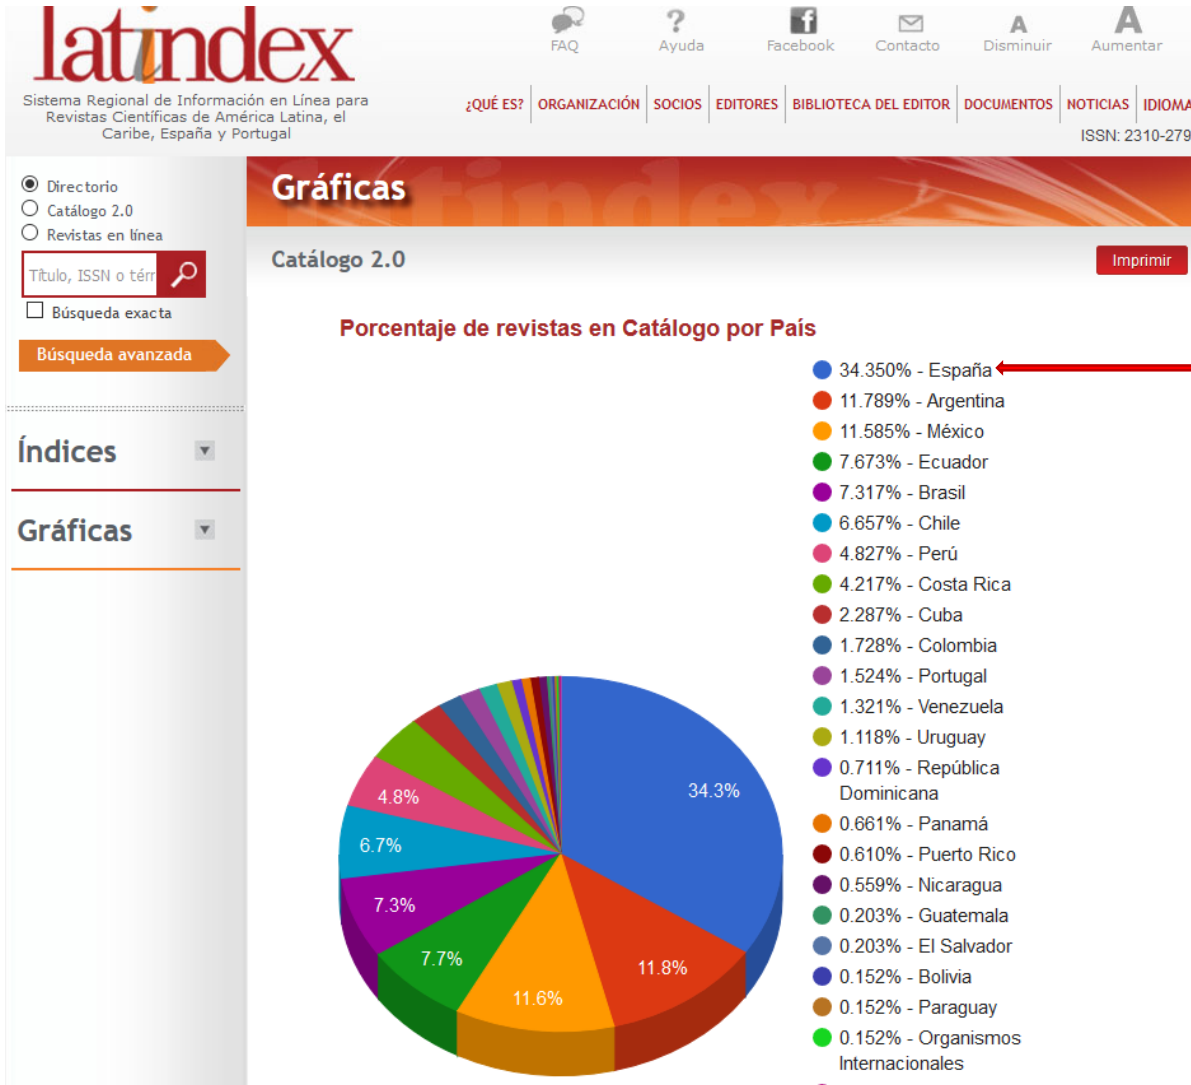 latindex
Sistema Regional de Información en Línea para
Revistas Científicas de América Latina, el
Caribe, España y Portugal
FAQ
Ayuda
Facebook
Contacto
A
Disminuir
A
Aumentar
¿QUÉ ES?
ORGANIZACIÓN
SOCIOS
EDITORES
BIBLIOTECA DEL EDITOR
DOCUMENTOS
NOTICIAS
IDIOMA
ISSN: 2310-279
Directorio
Catálogo 2.0
Revistas en línea
Título, ISSN o térr
Búsqueda exacta
Búsqueda avanzada
Índices
Gráficas
Gráficas
Catálogo 2.0
Imprimir
Porcentaje de revistas en Catálogo por País
34.350% - España
11.789% - Argentina
11.585% - México
7.673% - Ecuador
7.317% - Brasil
6.657% - Chile
4.827% - Perú
4.217% - Costa Rica
2.287% - Cuba
1.728% - Colombia
1.524% - Portugal
1.321% - Venezuela
1.118% - Uruguay
0.711% - República
Dominicana
0.661% - Panamá
0.610% - Puerto Rico
0.559% - Nicaragua
0.203% - Guatemala
0.203% - El Salvador
0.152% - Bolivia
0.152% - Paraguay
0.152% - Organismos
Internacionales
34.3%
4.8%
6.7%
7.3%
7.7%
11.6%
11.8%